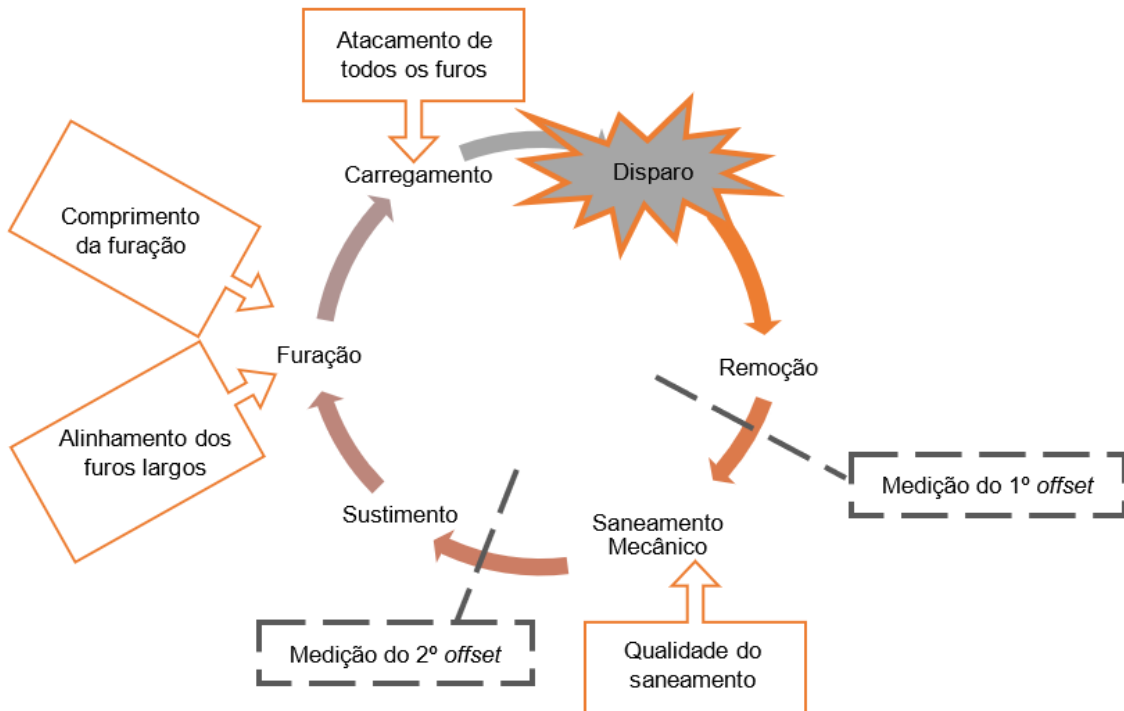 Atacamento de
todos os furos
Carregamento
Disparo
Comprimento
da furação
Furação
Remoção
Alinhamento dos
furos largos
Medição do 1º offset
Sustimento
Saneamento
Mecânico
Medição do 2º offset
Qualidade do
saneamento